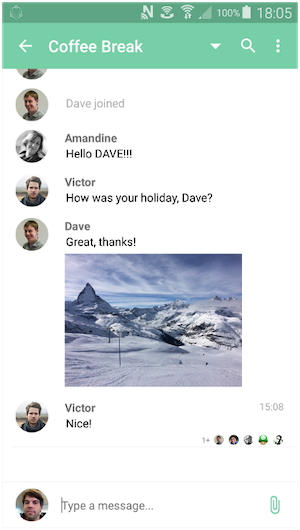 100% 18:05
Coffee Break
Dave joined
Amandine
Hello DAVE!!!
Victor
How was your holiday, Dave?
Dave
Great, thanks!
Victor 15:08
Nice!
1+
Type a message...